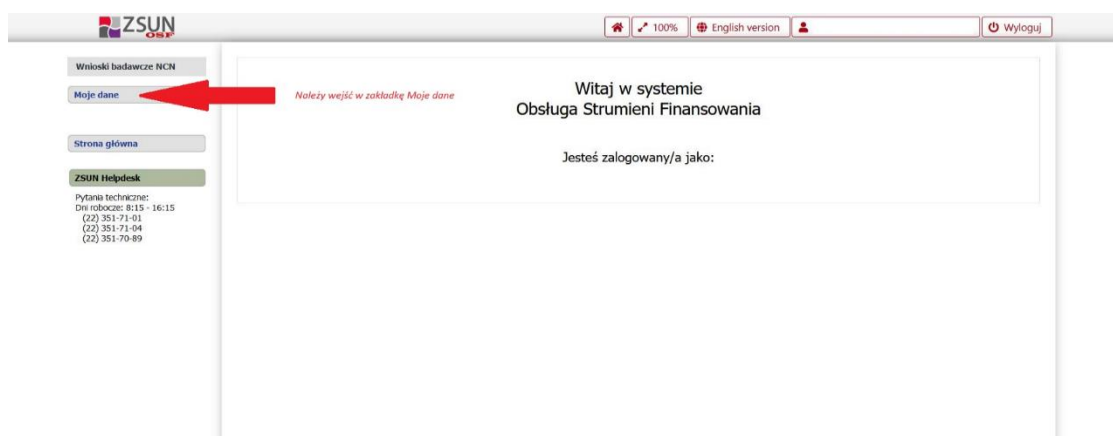 ZSUN
OSF
100%
English version
Wyloguj
Wnioski badawcze NCN
Moje dane
Należy wejść w zakładkę Moje dane
Witaj w systemie
Obsługa Strumieni Finansowania
Jesteś zalogowany/a jako:
Strona główna
ZSUN Helpdesk
Pytania techniczne:
Dni robocze: 8:15 - 16:15
(22) 351-71-01
(22) 351-71-04
(22) 351-70-89